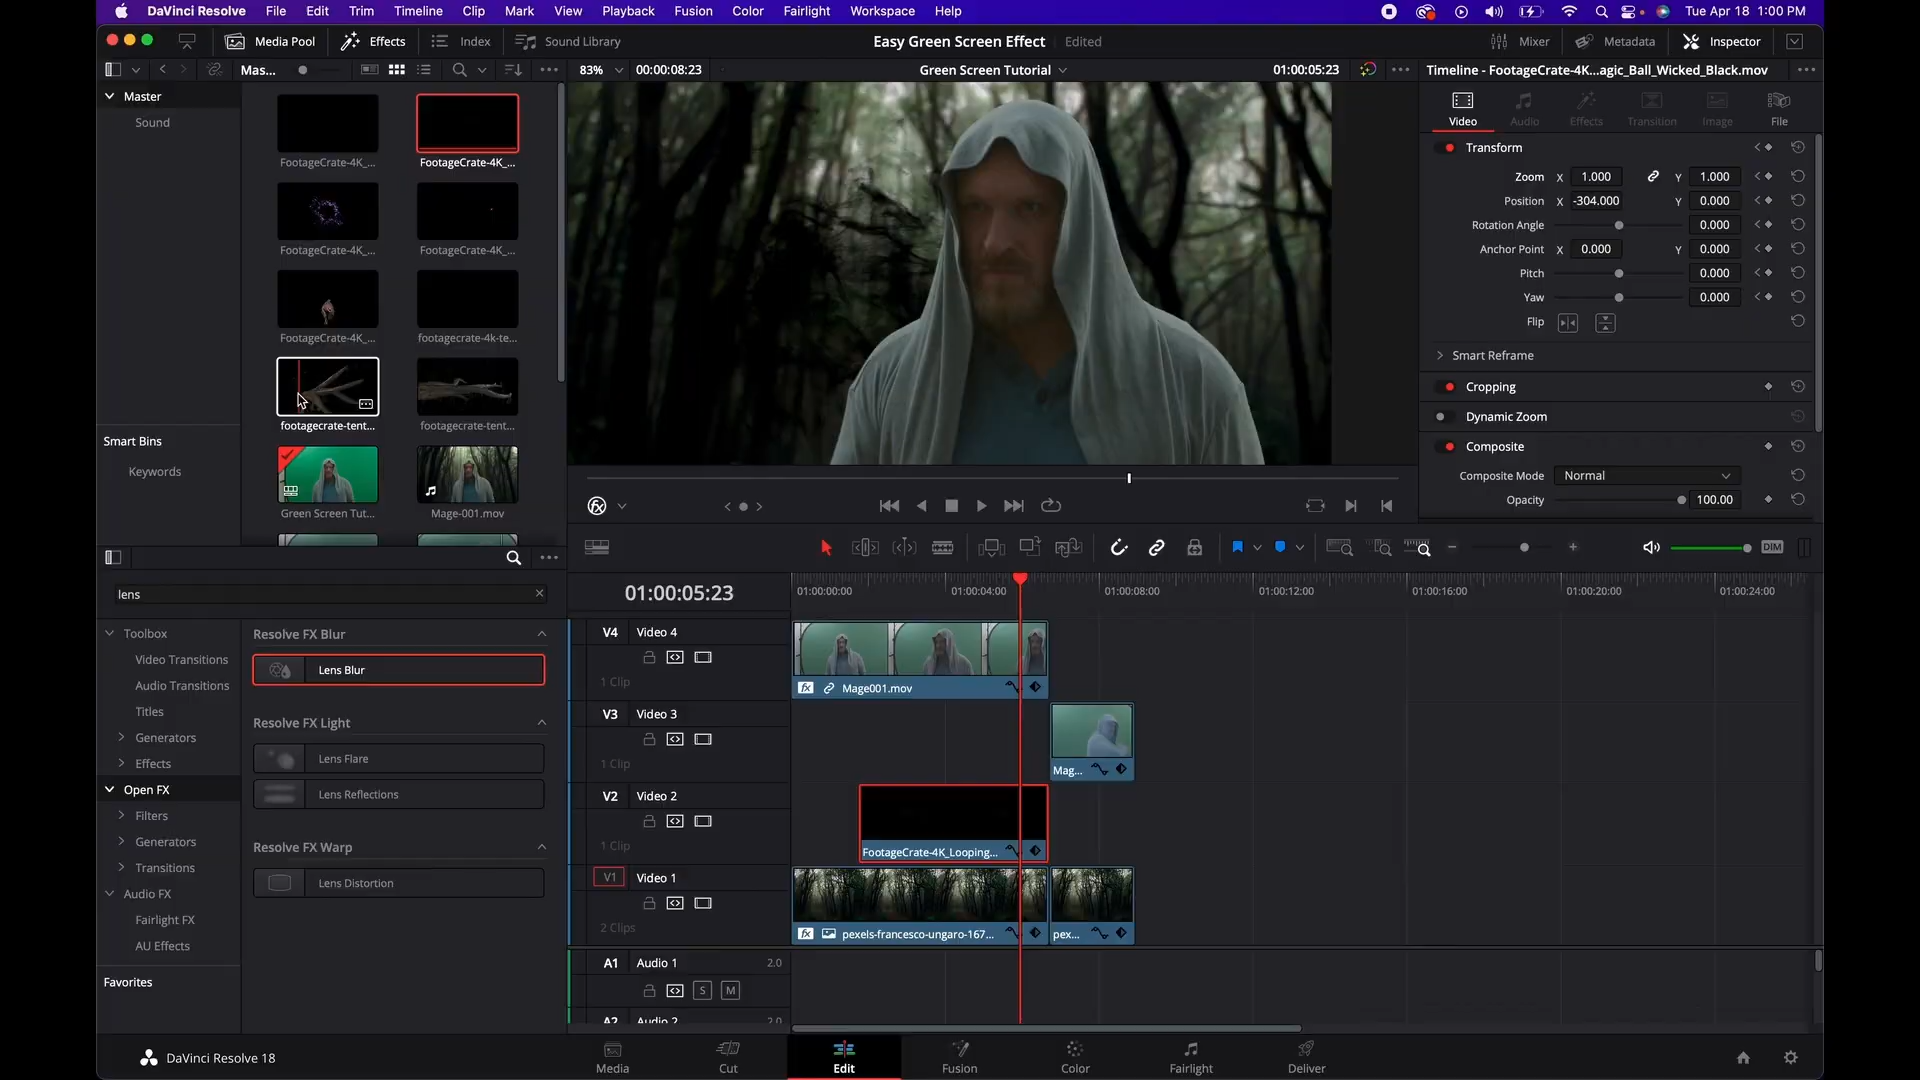 DaVinci Resolve File Edit Trim Timeline Clip Mark View Playback Fusion Color Fairlight Workspace Help Tue Apr 18 1:00 PM
Media Pool Effects Index Sound Library Easy Green Screen Effect Edited Mixer Metadata Inspector
Mas... 83% 00:00:08:23 Green Screen Tutorial 01:00:05:23 Timeline - FootageCrate-4K...agic_Ball_Wicked_Black.mov
Master
Sound
FootageCrate-4K_... FootageCrate-4K_...
FootageCrate-4K_... FootageCrate-4K_...
FootageCrate-4K_... footagecrate-4k-te...
footagecrate-tent... footagecrate-tent...
Green Screen Tut... Mage-001.mov
Smart Bins
Keywords
Video Audio Effects Transition Image File
Transform
Zoom X 1.000 Y 1.000
Position X -304.000 Y 0.000
Rotation Angle 0.000
Anchor Point X 0.000 Y 0.000
Pitch 0.000
Yaw 0.000
Flip
Smart Reframe
Cropping
Dynamic Zoom
Composite
Composite Mode Normal
Opacity 100.00
DIM
lens
Toolbox
Video Transitions
Audio Transitions
Titles
Generators
Effects
Open FX
Filters
Generators
Transitions
Audio FX
Fairlight FX
AU Effects
Favorites
Resolve FX Blur
Lens Blur
Resolve FX Light
Lens Flare
Lens Reflections
Resolve FX Warp
Lens Distortion
01:00:05:23
01:00:00:00 01:00:04:00 01:00:08:00 01:00:12:00 01:00:16:00 01:00:20:00 01:00:24:00
V4 Video 4
1 Clip
Mage001.mov
V3 Video 3
1 Clip
Mag...
V2 Video 2
1 Clip
FootageCrate-4K_Looping...
V1 Video 1
2 Clips
pexels-francesco-ungaro-167... pex...
A1 Audio 1 2.0
S M
A2 Audio 2 2.0
DaVinci Resolve 18
Media Cut Edit Fusion Color Fairlight Deliver